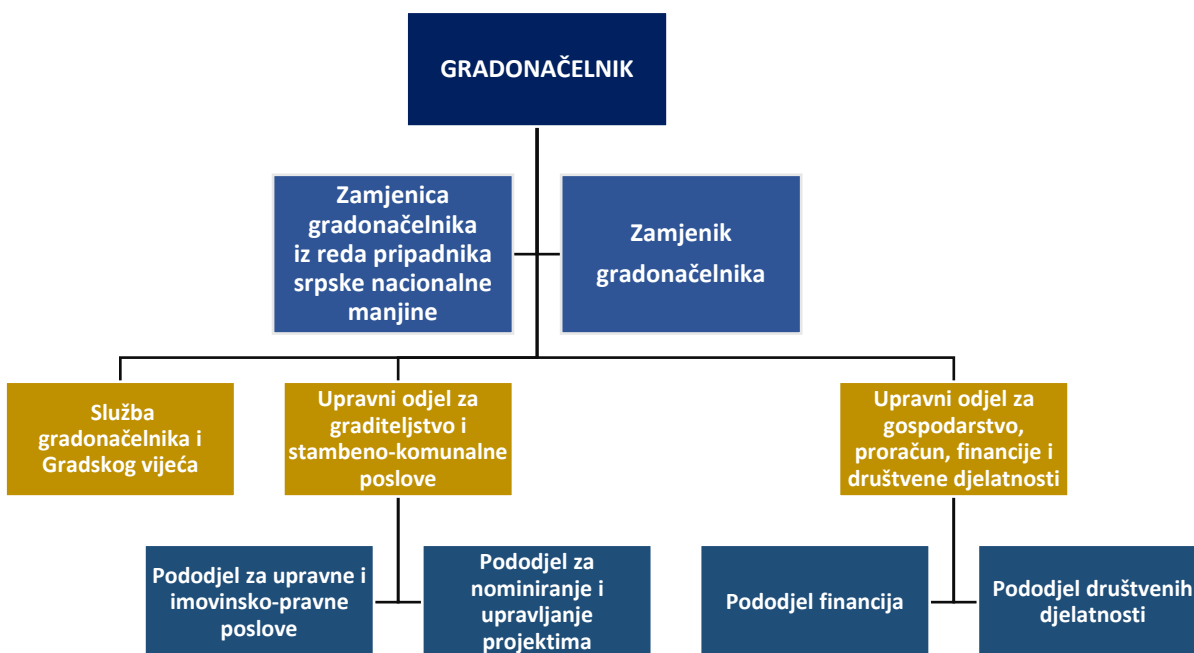 GRADONAČELNIK
Zamjenica
gradonačelnika
iz reda pripadnika
srpske nacionalne
manjine
Zamjenik
gradonačelnika
Služba
gradonačelnika i
Gradskog vijeća
Upravni odjel za
graditeljstvo i
stambeno-komunalne
poslove
Upravni odjel za
gospodarstvo,
proračun, financije i
društvene djelatnosti
Pododjel za upravne i
imovinsko-pravne
poslove
Pododjel za
nominiranje i
upravljanje
projektima
Pododjel financija
Pododjel društvenih
djelatnosti